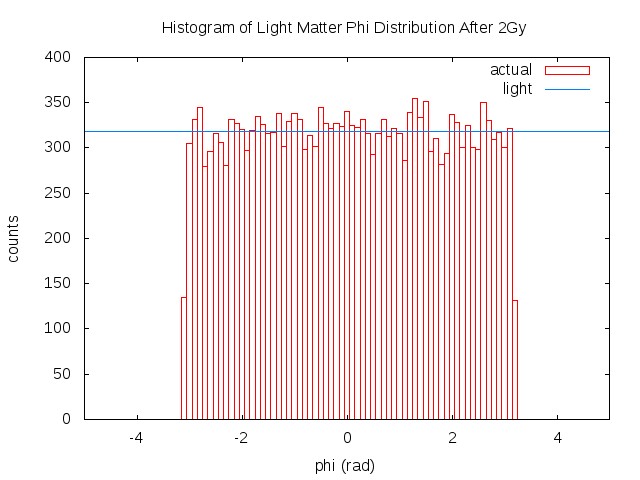 Histogram of Light Matter Phi Distribution After 2Gy
actual
light
400
350
300
250
200
150
100
50
0
counts
-4 -2 0 2 4
phi (rad)